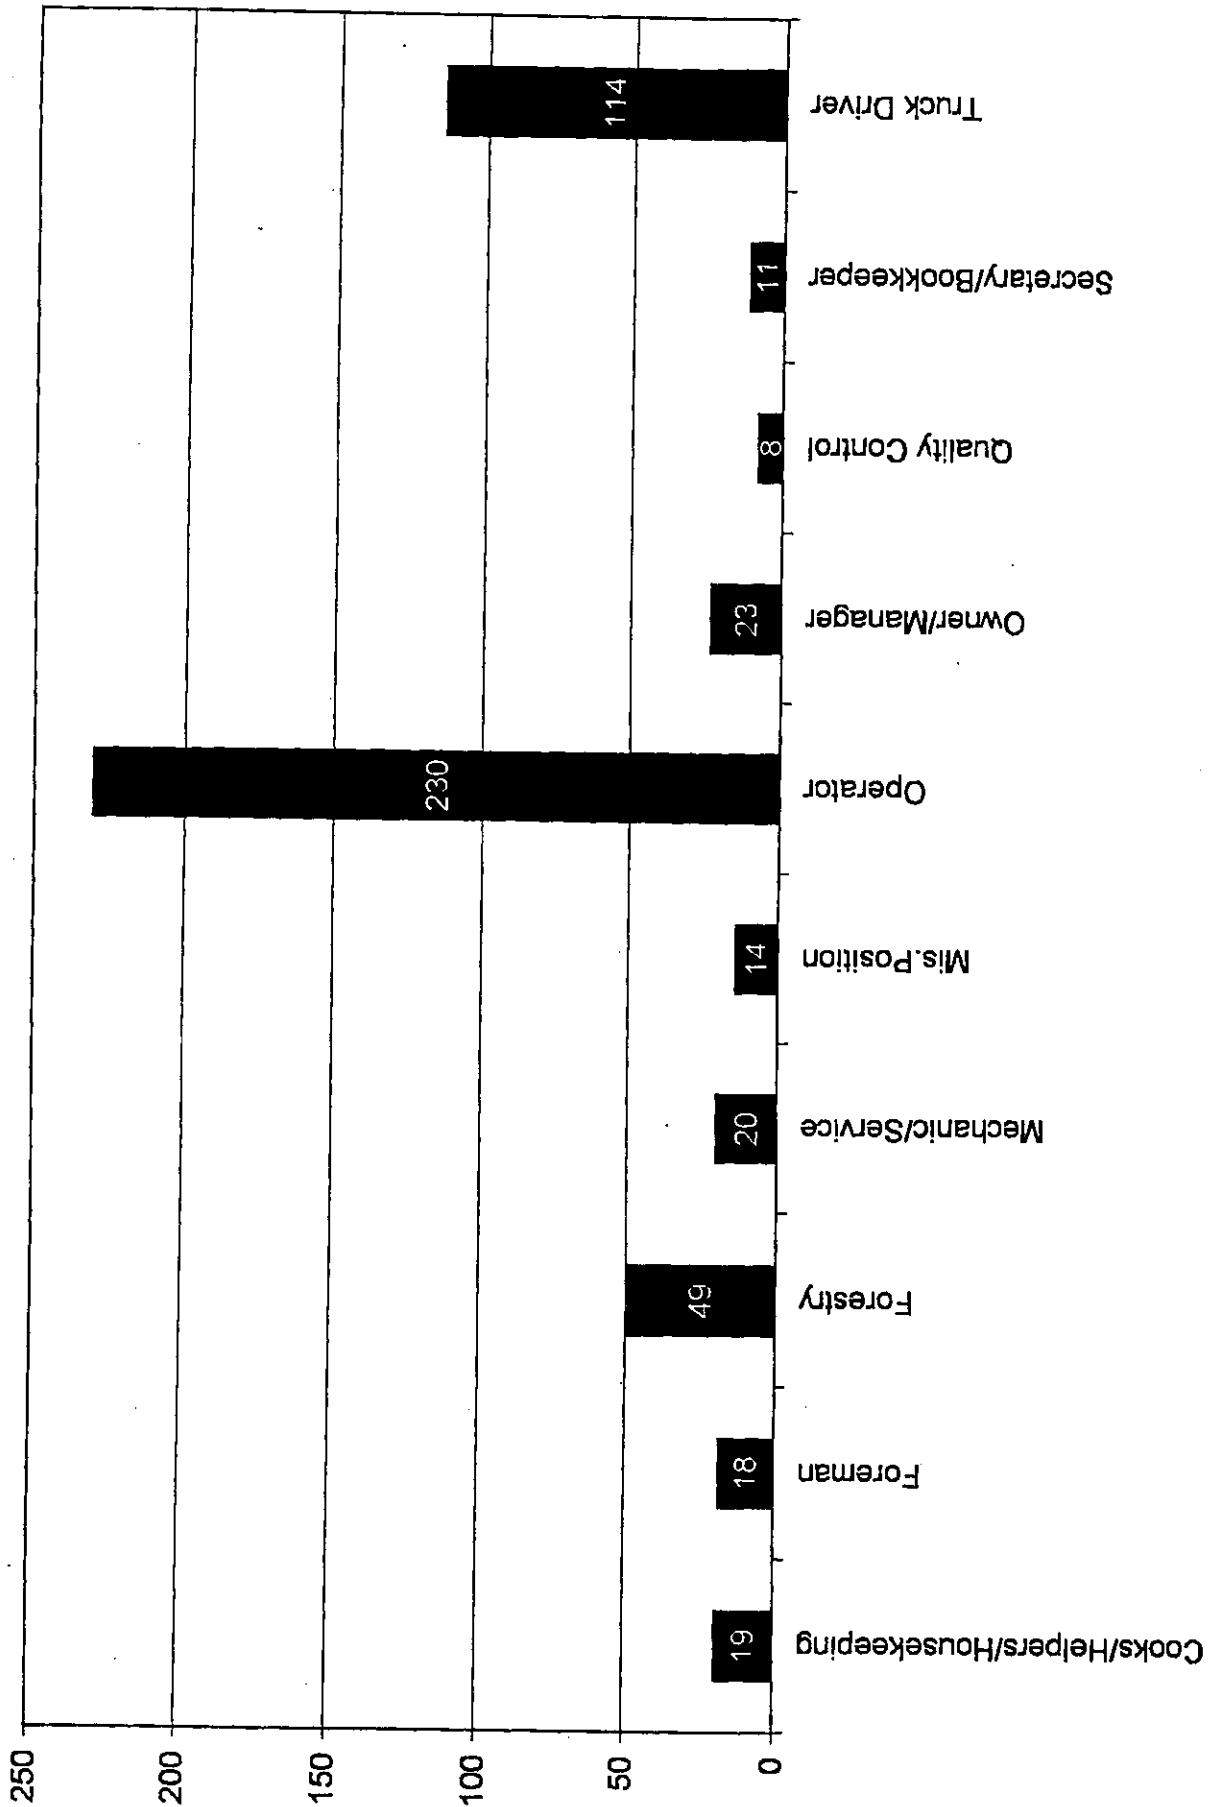 250
200
150
100
50
0
19
18
49
20
14
230
23
8
11
114
Cooks/Helpers/Housekeeping
Foreman
Forestry
Mechanic/Service
Mis.Position
Operator
Owner/Manager
Quality Control
Secretary/Bookkeeper
Truck Driver